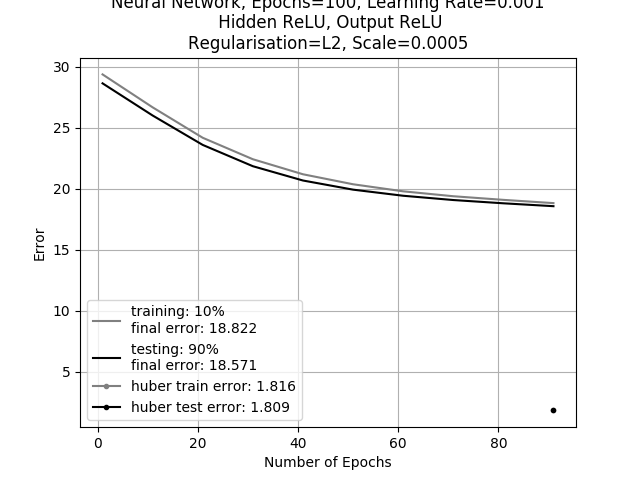 Neural Network, Epochs=100, Learning Rate=0.001
Hidden ReLU, Output ReLU
Regularisation=L2, Scale=0.0005
30
25
20
15
10
5
Error
training: 10%
final error: 18.822
testing: 90%
final error: 18.571
huber train error: 1.816
huber test error: 1.809
0 20 40 60 80
Number of Epochs